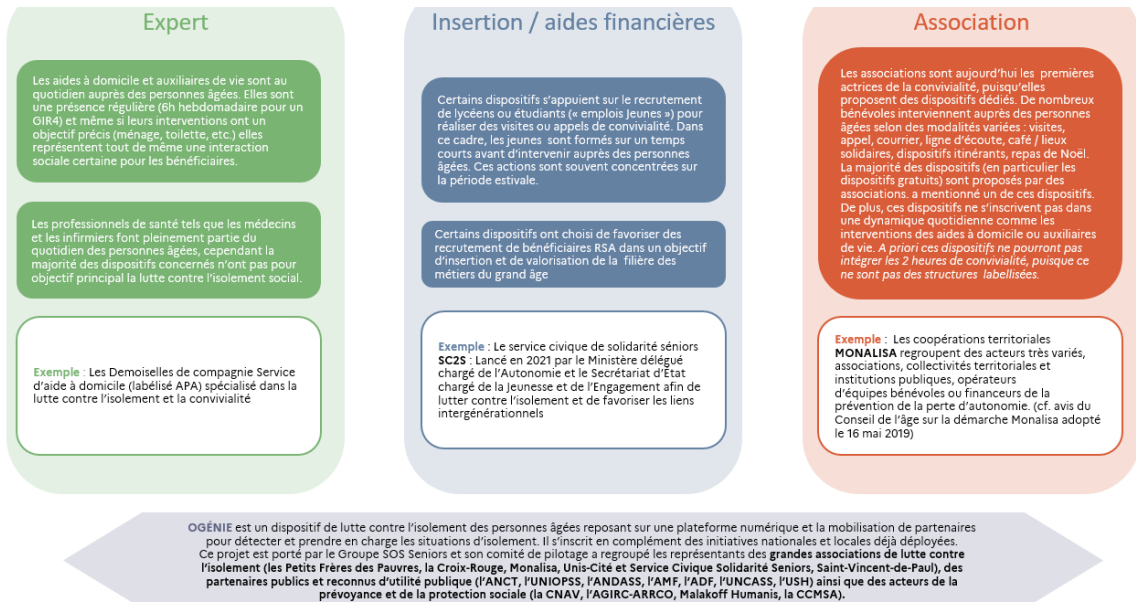 Expert
Les aides à domicile et auxiliaires de vie sont au
quotidien auprès des personnes âgées. Elles sont
une présence régulière (6h hebdomadaire pour un
GIR4) et même si leurs interventions ont un
objectif précis (ménage, toilette, etc.) elles
représentent tout de même une interaction
sociale certaine pour les bénéficiaires.
Les professionnels de santé tels que les médecins
et les infirmiers font pleinement partie du
quotidien des personnes âgées, cependant la
majorité des dispositifs concernés n'ont pas pour
objectif principal la lutte contre l'isolement social.
Exemple : Les Demoiselles de compagnie Service
d'aide à domicile (labélisé APA) spécialisé dans la
lutte contre l'isolement et la convivialité
Insertion / aides financières
Certains dispositifs s'appuient sur le recrutement
de lycéens ou étudiants (« emplois Jeunes ») pour
réaliser des visites ou appels de convivialité. Dans
ce cadre, les jeunes sont formés sur un temps
courts avant d'intervenir auprès des personnes
âgées. Ces actions sont souvent concentrées sur
la période estivale.
Certains dispositifs ont choisi de favoriser des
recrutement de bénéficiaires RSA dans un objectif
d'insertion et de valorisation de la filière des
métiers du grand âge
Exemple : Le service civique de solidarité séniors
SC2S : Lancé en 2021 par le Ministère délégué
chargé de l'Autonomie et le Secrétariat d'Etat
chargé de la Jeunesse et de l'Engagement afin de
lutter contre l'isolement et de favoriser les liens
intergénérationnels
Association
Les associations sont aujourd'hui les premières
actrices de la convivialité, puisqu'elles
proposent des dispositifs dédiés. De nombreux
bénévoles interviennent auprès des personnes
âgées selon des modalités variées : visites,
appel, courrier, ligne d'écoute, café / lieux
solidaires, dispositifs itinérants, repas de Noël.
La majorité des dispositifs (en particulier les
dispositifs gratuits) sont proposés par des
associations. a mentionné un de ces dispositifs.
De plus, ces dispositifs ne s'inscrivent pas dans
une dynamique quotidienne comme les
interventions des aides à domicile ou auxiliaires
de vie. A priori ces dispositifs ne pourront pas
intégrer les 2 heures de convivialité, puisque ce
ne sont pas des structures labellisées.
Exemple : Les coopérations territoriales
MONALISA regroupent des acteurs très variés,
associations, collectivités territoriales et
institutions publiques, opérateurs
d'équipes bénévoles ou financeurs de la
prévention de la perte d'autonomie. (cf. avis du
Conseil de l'âge sur la démarche Monalisa adopté
le 16 mai 2019)
OGÉNIE est un dispositif de lutte contre l'isolement des personnes âgées reposant sur une plateforme numérique et la mobilisation de partenaires
pour détecter et prendre en charge les situations d'isolement. Il s'inscrit en complément des initiatives nationales et locales déjà déployées.
Ce projet est porté par le Groupe SOS Seniors et son comité de pilotage a regroupé les représentants des grandes associations de lutte contre
l'isolement (les Petits Frères des Pauvres, la Croix-Rouge, Monalisa, Unis-Cité et Service Civique Solidarité Seniors, Saint-Vincent-de-Paul), des
partenaires publics et reconnus d'utilité publique (l'ANCT, l'UNIOPSS, l'ANDASS, l'AMF, l'ADF, l'UNCASS, l'USH) ainsi que des acteurs de la
prévoyance et de la protection sociale (la CNAV, l'AGIRC-ARRCO, Malakoff Humanis, la CCMSA).